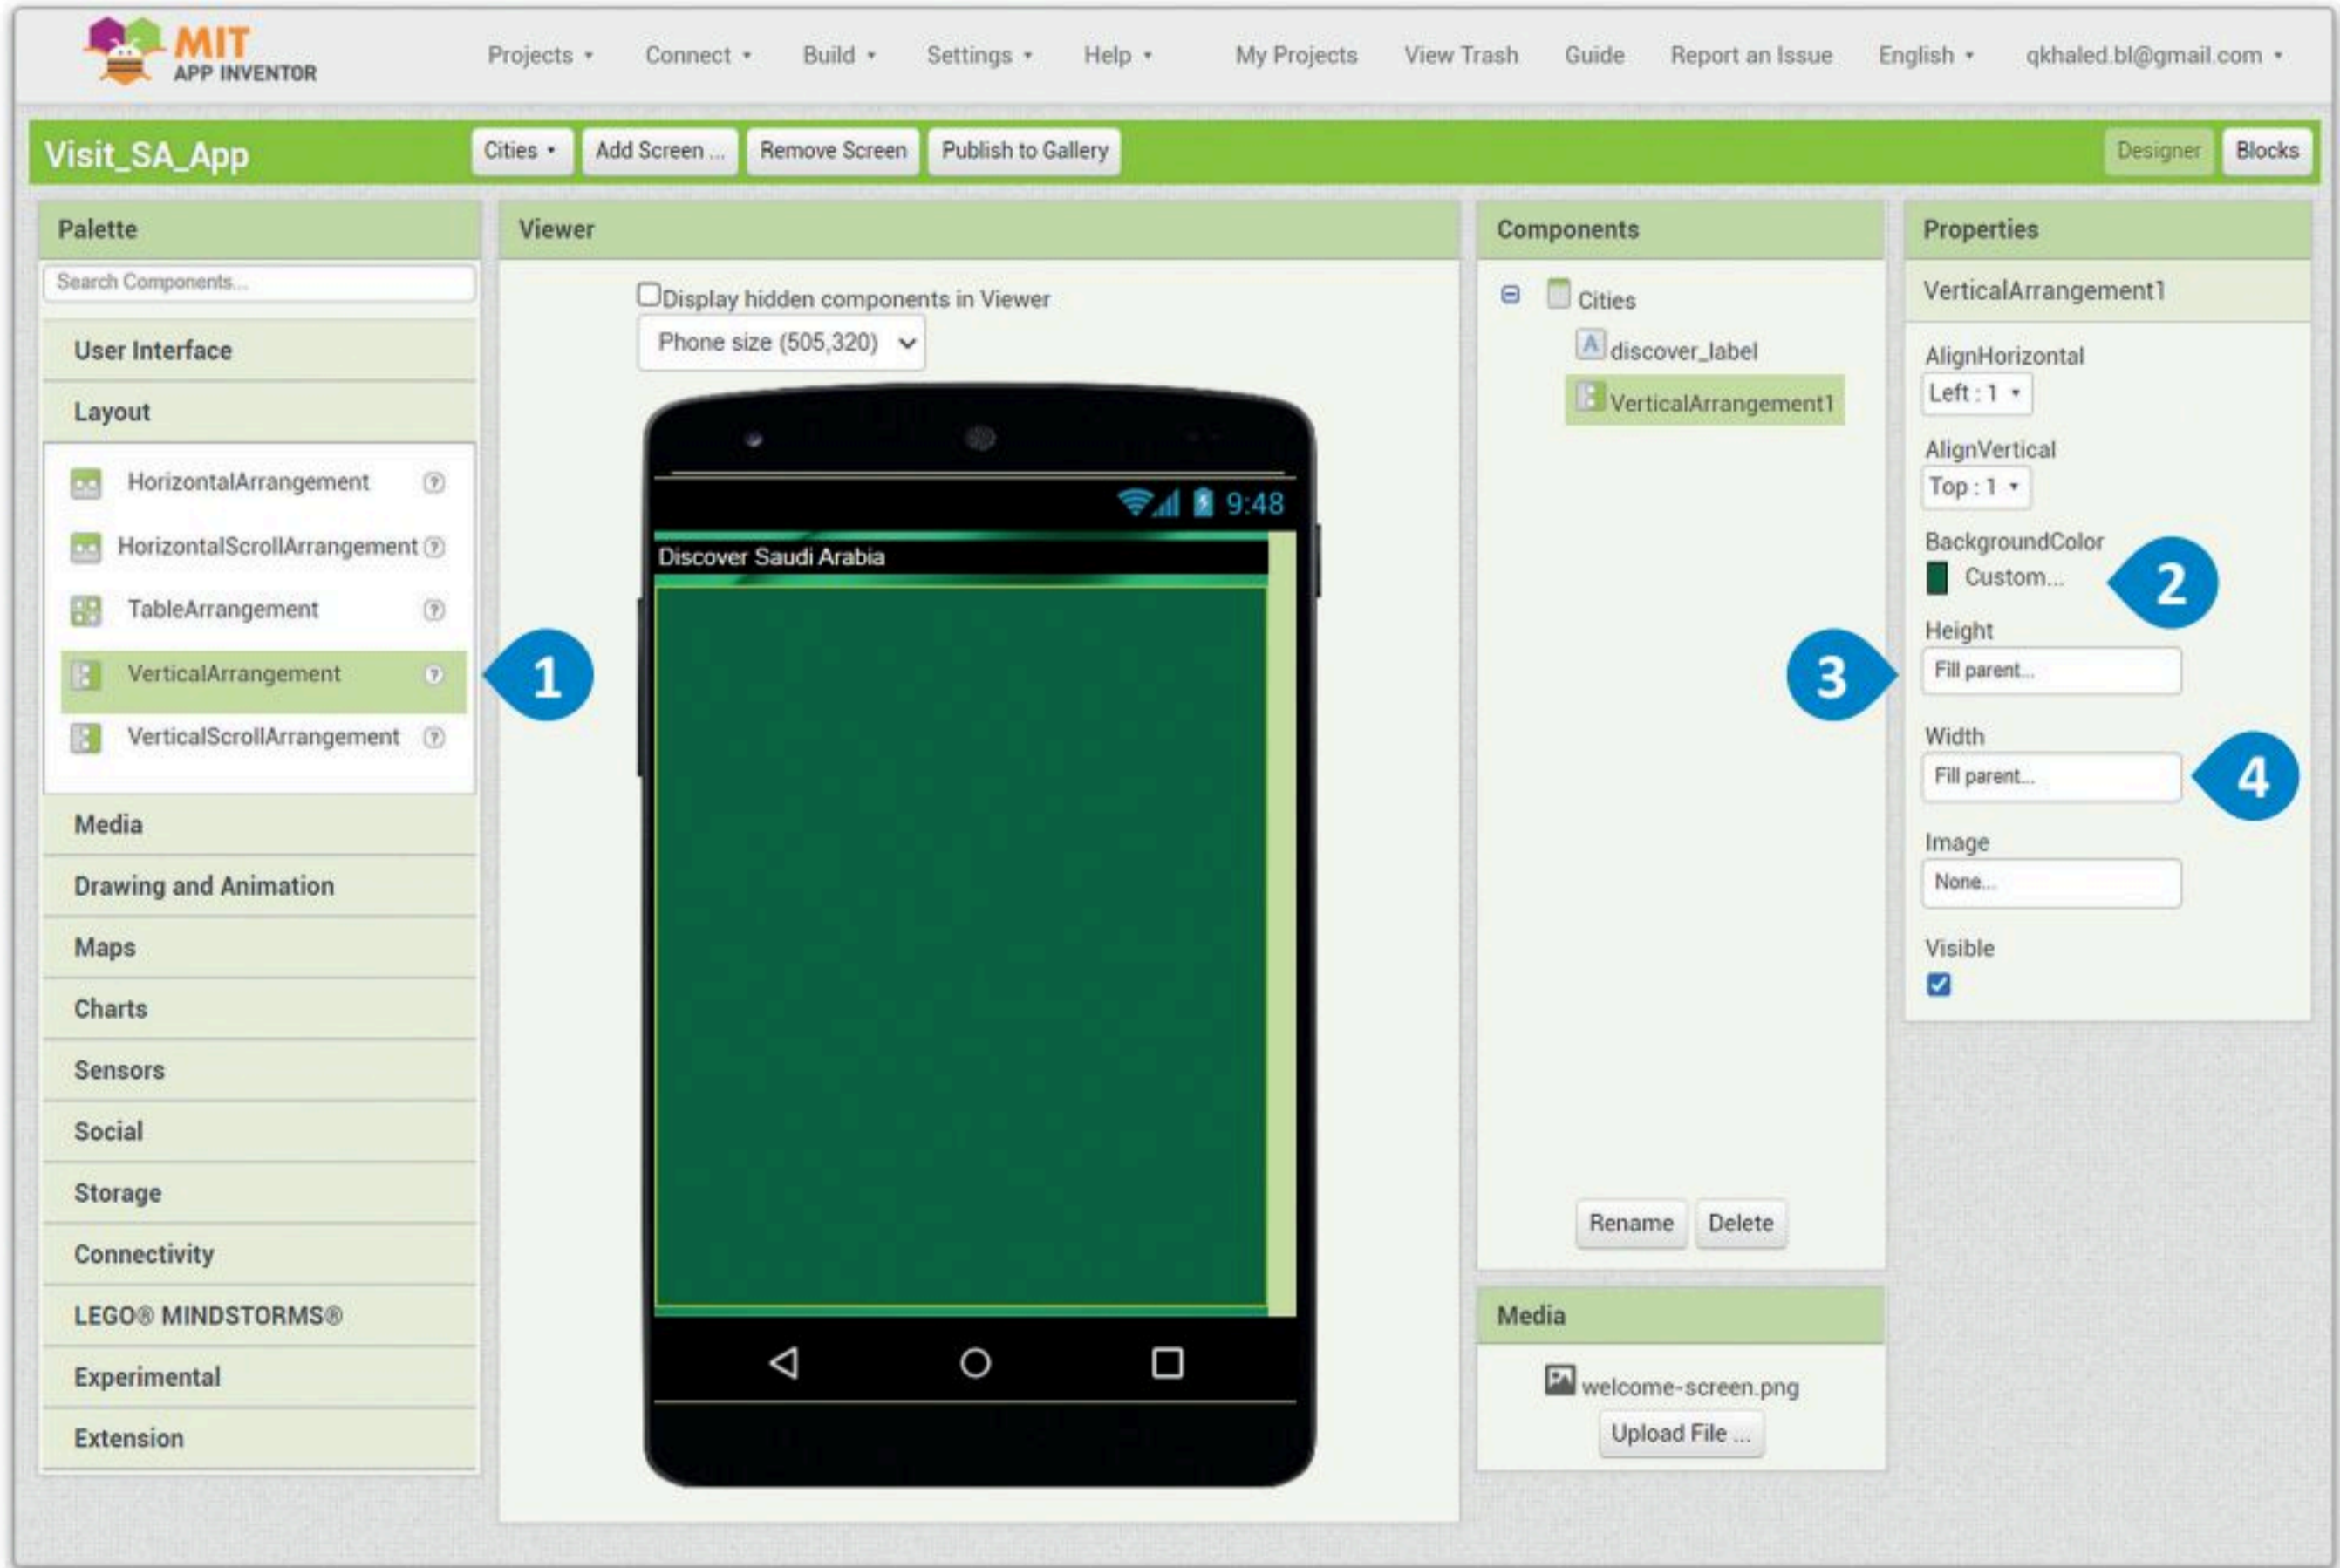 MIT
APP INVENTOR
Projects Connect Build Settings Help My Projects View Trash Guide Report an Issue English qkhaled.bl@gmail.com
Visit_SA_App
Cities Add Screen ... Remove Screen Publish to Gallery Designer Blocks
Palette
Search Components...
User Interface
Layout
HorizontalArrangement ?
HorizontalScrollArrangement ?
TableArrangement ?
VerticalArrangement ?
VerticalScrollArrangement ?
Media
Drawing and Animation
Maps
Charts
Sensors
Social
Storage
Connectivity
LEGO® MINDSTORMS®
Experimental
Extension
1
Viewer
Display hidden components in Viewer
Phone size (505,320)
9:48
Discover Saudi Arabia
Components
Cities
A discover_label
VerticalArrangement1
Rename Delete
Media
welcome-screen.png
Upload File ...
Properties
VerticalArrangement1
AlignHorizontal
Left : 1
AlignVertical
Top : 1
BackgroundColor
Custom...
2
Height
3
Fill parent...
Width
Fill parent...
4
Image
None...
Visible